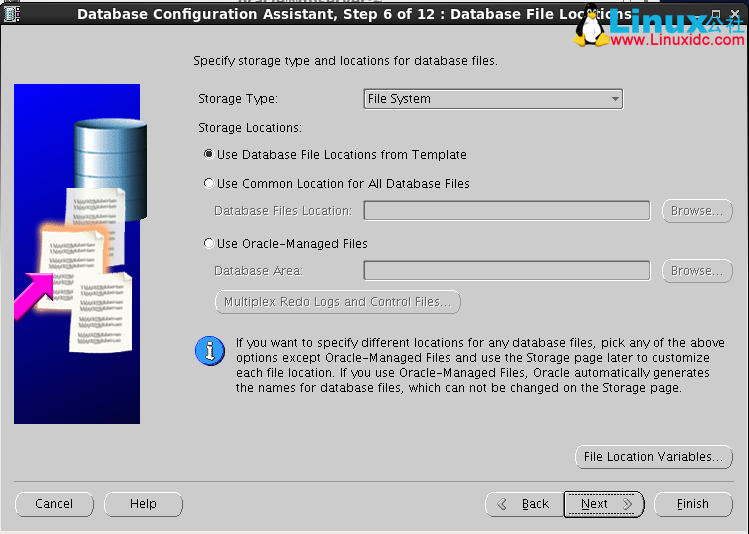 Database Configuration Assistant, Step 6 of 12 : Database File Locations
Linux公社
www.Linuxidc.com
Specify storage type and locations for database files.
Storage Type: File System
Storage Locations:
Use Database File Locations from Template
Use Common Location for All Database Files
Database Files Location: Browse...
Use Oracle-Managed Files
Database Area: Browse...
Multiplex Redo Logs and Control Files...
If you want to specify different locations for any database files, pick any of the above
options except Oracle-Managed Files and use the Storage page later to customize
each file location. If you use Oracle-Managed Files, Oracle automatically generates
the names for database files, which can not be changed on the Storage page.
File Location Variables...
Cancel Help Back Next Finish